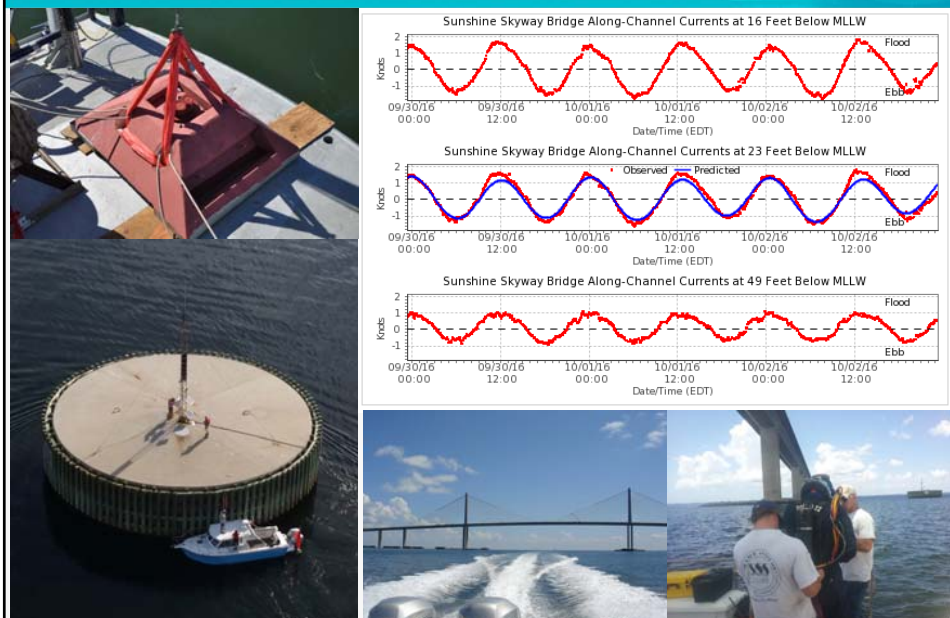 Sunshine Skyway Bridge Along-Channel Currents at 16 Feet Below MLLW
2
1
0
-1
Knots
Flood
Ebb
09/30/16 09/30/16 10/01/16 10/01/16 10/02/16 10/02/16
00:00 12:00 00:00 12:00 00:00 12:00
Date/Time (EDT)
Sunshine Skyway Bridge Along-Channel Currents at 23 Feet Below MLLW
Observed Predicted
2
1
0
-1
Knots
Flood
Ebb
09/30/16 09/30/16 10/01/16 10/01/16 10/02/16 10/02/16
00:00 12:00 00:00 12:00 00:00 12:00
Date/Time (EDT)
Sunshine Skyway Bridge Along-Channel Currents at 49 Feet Below MLLW
2
1
0
-1
Knots
Flood
Ebb
09/30/16 09/30/16 10/01/16 10/01/16 10/02/16 10/02/16
00:00 12:00 00:00 12:00 00:00 12:00
Date/Time (EDT)